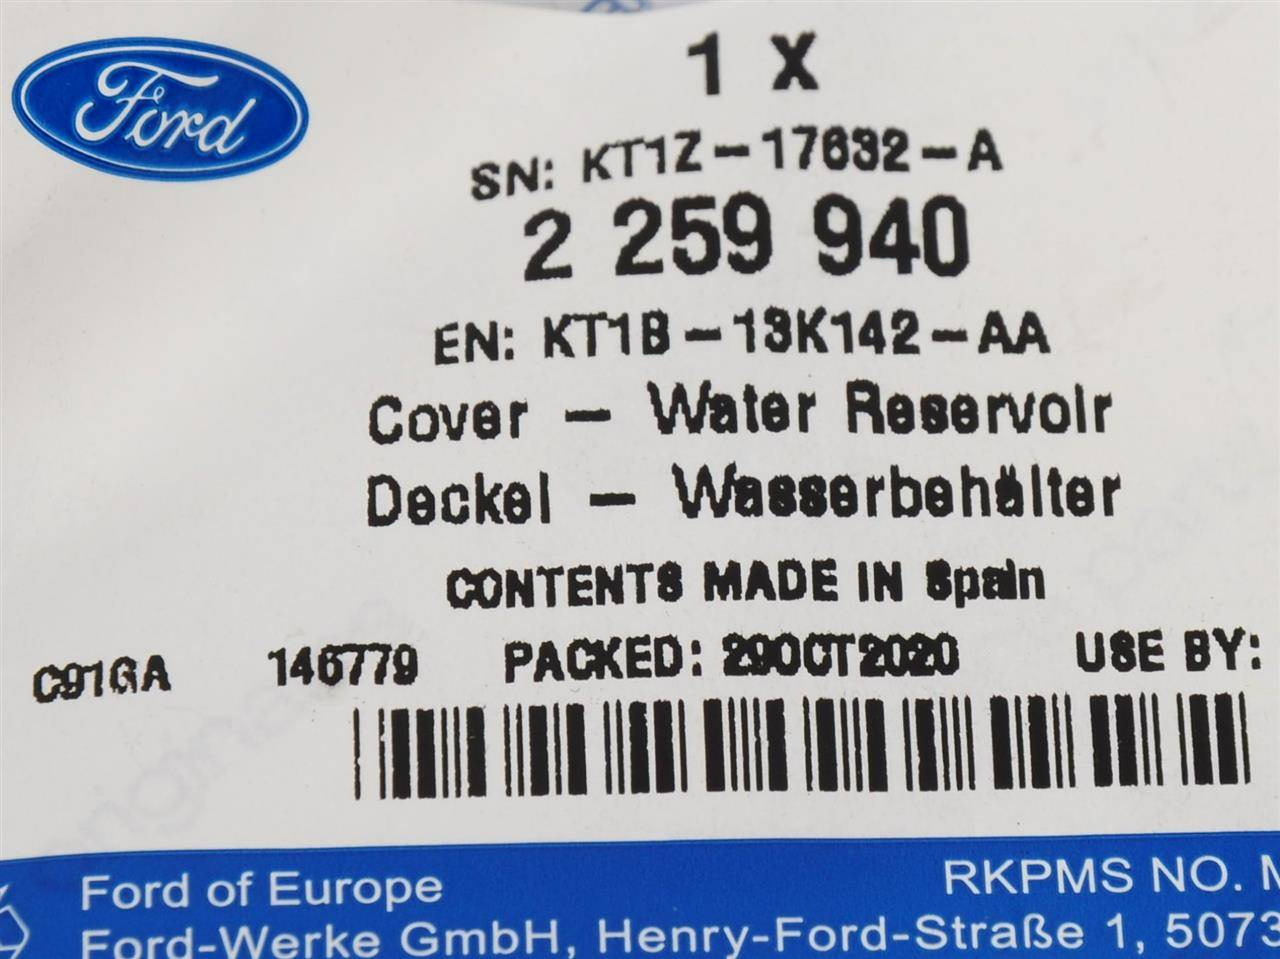 Ford
1 X
SN: KT1Z-17632-A
2 259 940
EN: KT1B-13K142-AA
Cover - Water Reservoir
Deckel - Wasserbehälter
CONTENTS MADE IN Spain
C91GA 146779 PACKED: 29OCT2020 USE BY:
Ford of Europe RKPMS NO. M
Ford-Werke GmbH, Henry-Ford-Straße 1, 5073